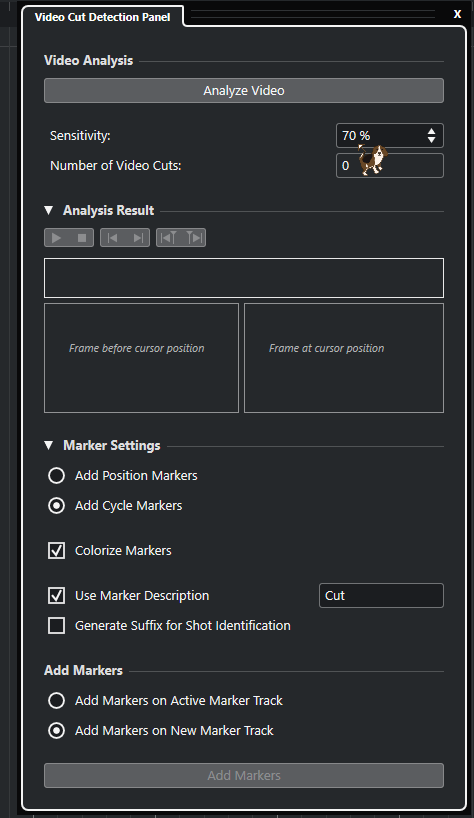 Video Cut Detection Panel
X
Video Analysis
Analyze Video
Sensitivity:
70 %
Number of Video Cuts:
0
Analysis Result
Frame before cursor position
Frame at cursor position
Marker Settings
Add Position Markers
Add Cycle Markers
Colorize Markers
Use Marker Description
Cut
Generate Suffix for Shot Identification
Add Markers
Add Markers on Active Marker Track
Add Markers on New Marker Track
Add Markers